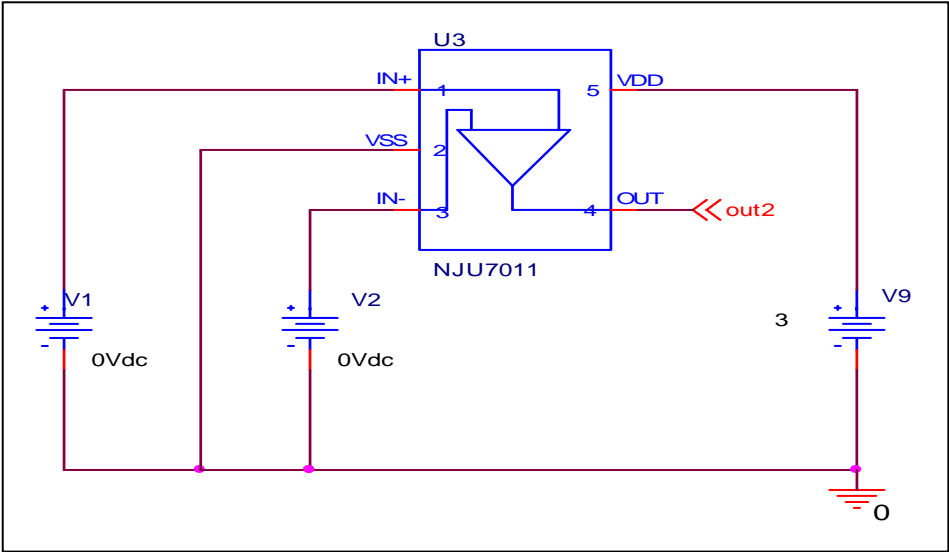 U3
IN+
1
5
VDD
VSS
2
IN-
3
4
OUT
out2
NJU7011
V1
0Vdc
V2
0Vdc
3
V9
0